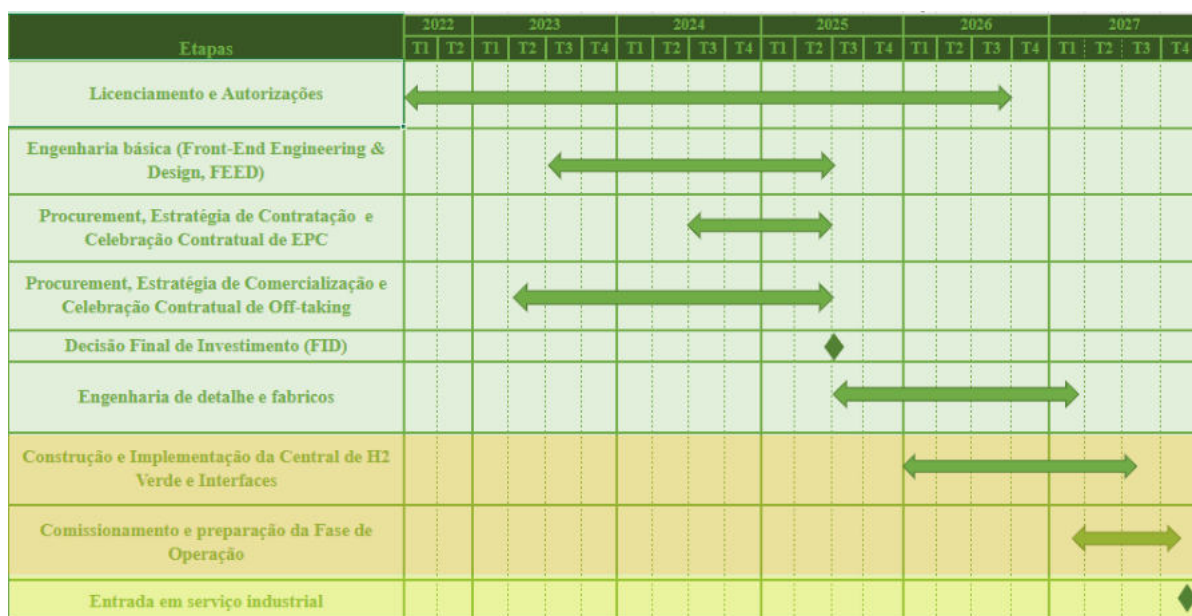 2022 2023 2024 2025 2026 2027
Etapas T1 T2 T1 T2 T3 T4 T1 T2 T3 T4 T1 T2 T3 T4 T1 T2 T3 T4 T1 T2 T3 T4
Licenciamento e Autorizações
Engenharia básica (Front-End Engineering &
Design, FEED)
Procurement, Estratégia de Contratação e
Celebração Contratual de EPC
Procurement, Estratégia de Comercialização e
Celebração Contratual de Off-taking
Decisão Final de Investimento (FID)
Engenharia de detalhe e fabricos
Construção e Implementação da Central de H2
Verde e Interfaces
Comissionamento e preparação da Fase de
Operação
Entrada em serviço industrial